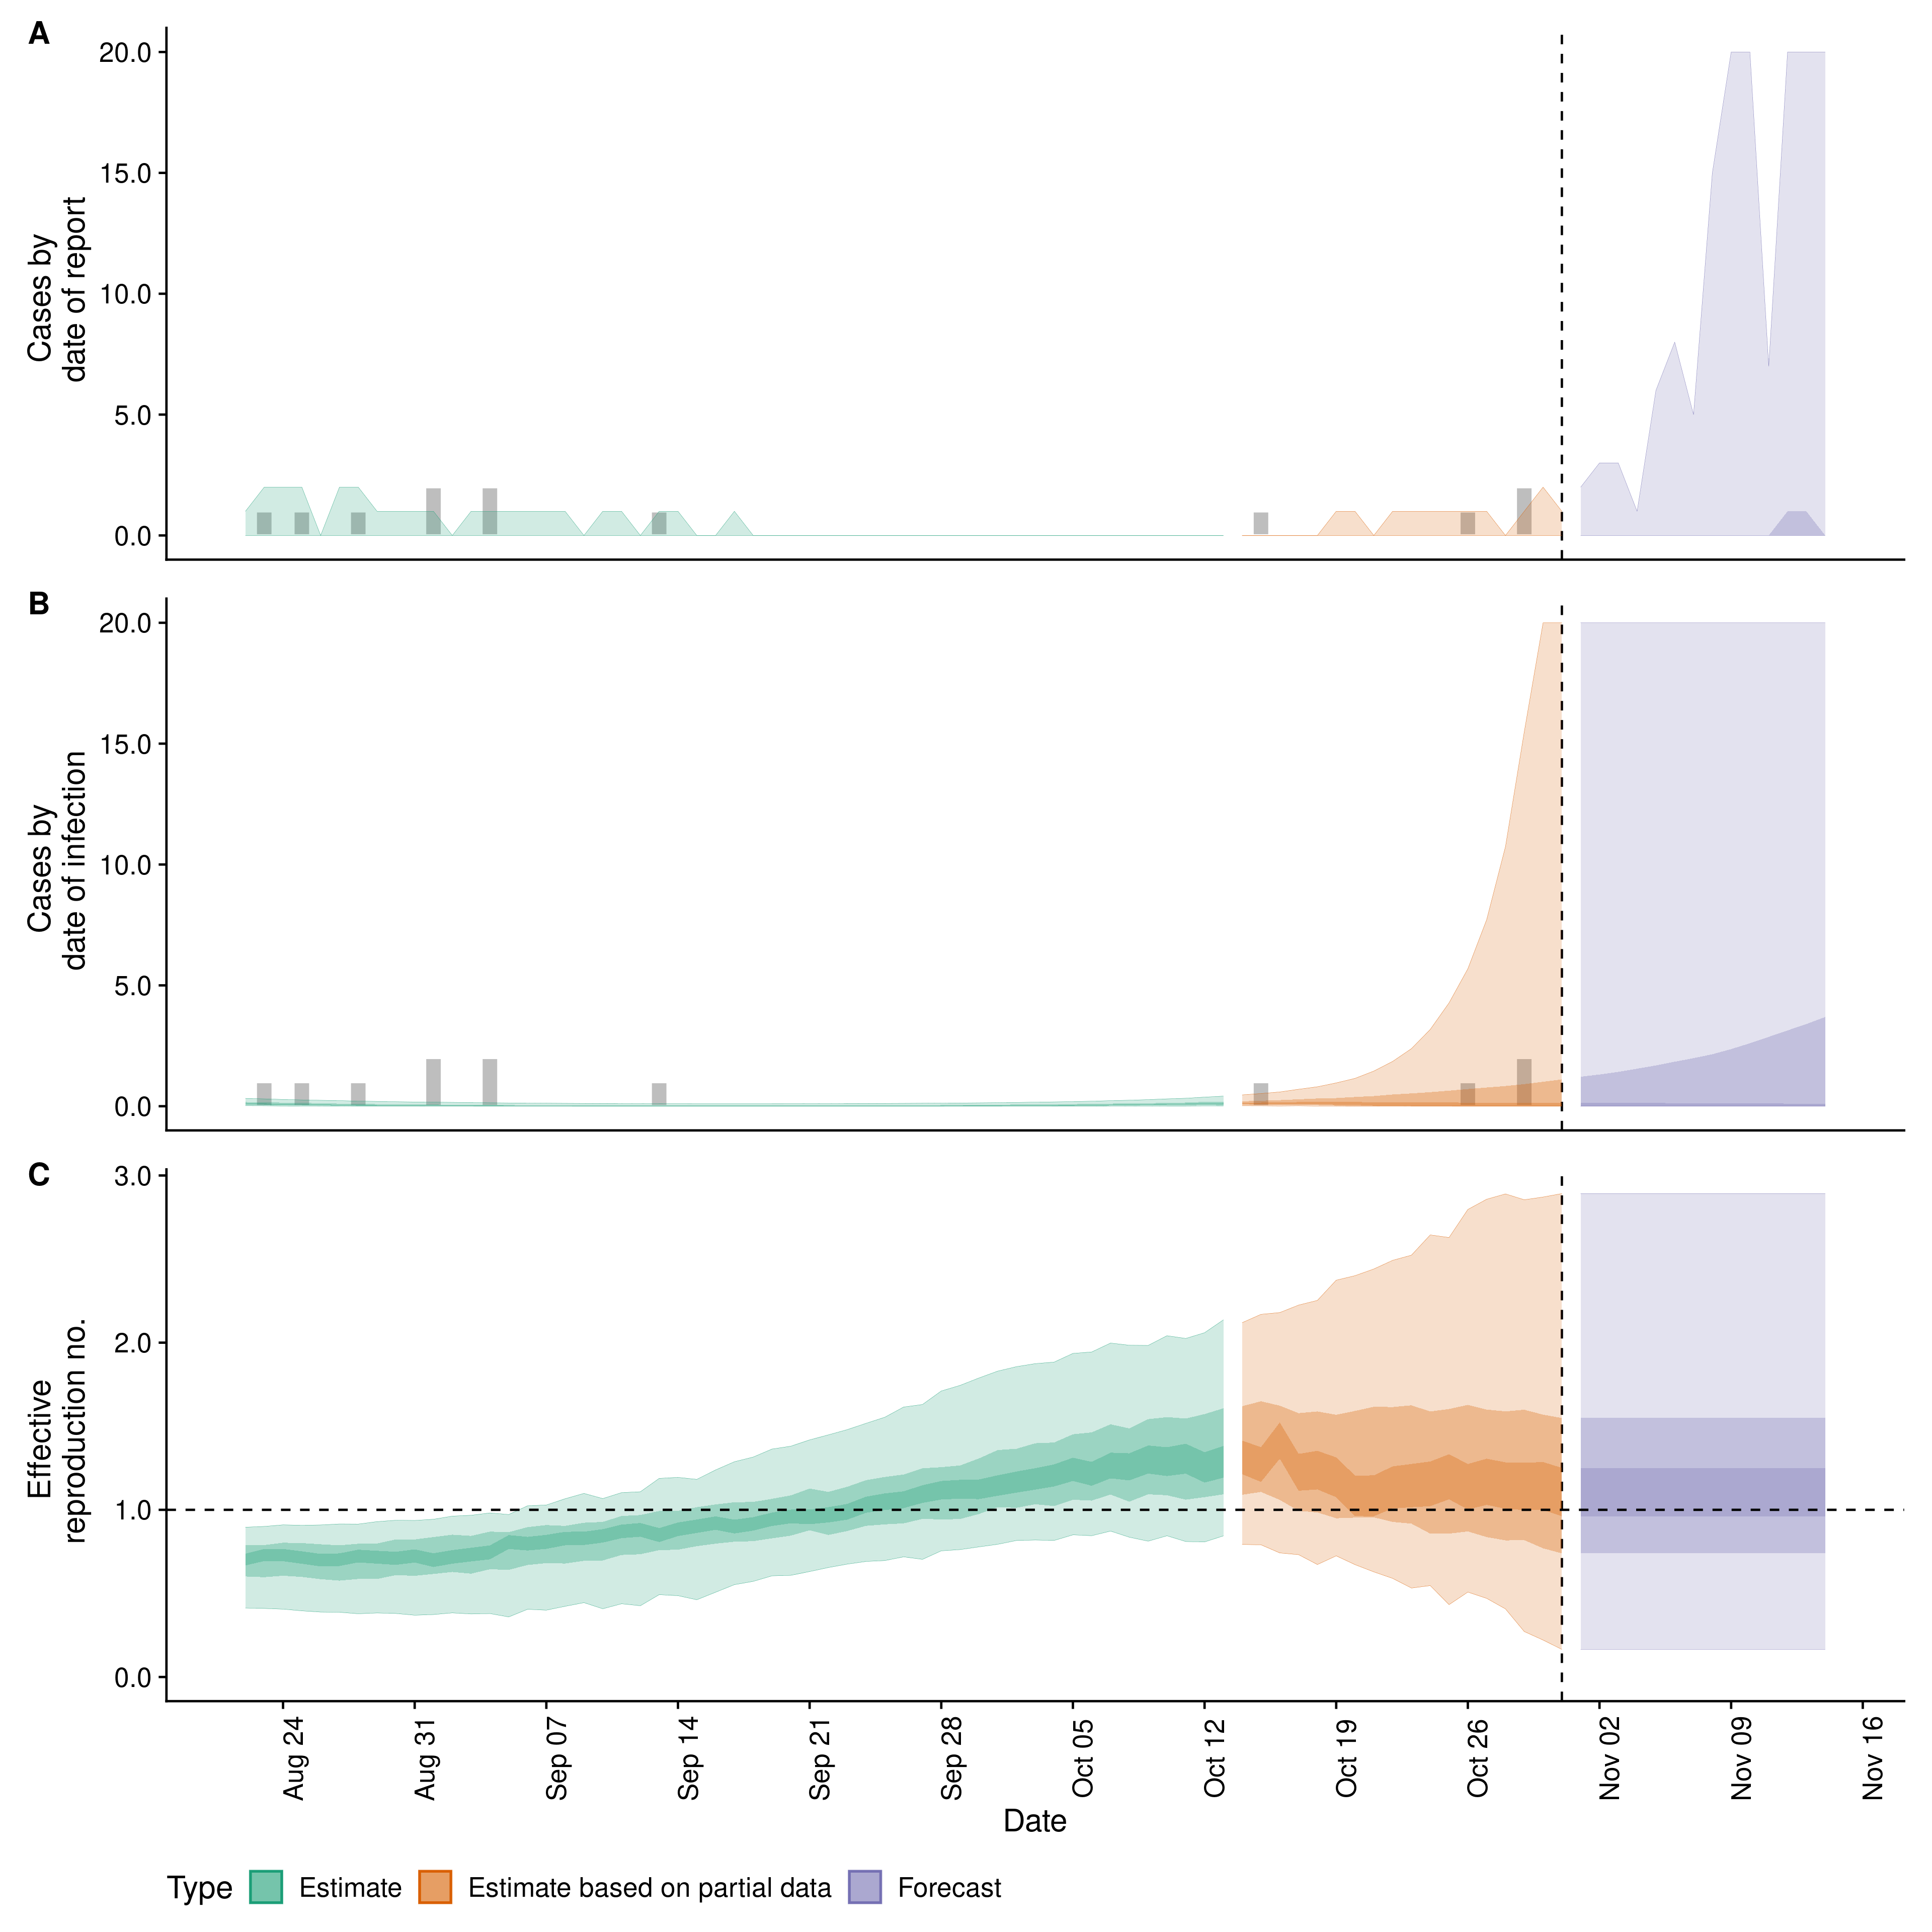 A
20.0
15.0
10.0
5.0
0.0
Cases by
date of report
B
20.0
15.0
10.0
5.0
0.0
Cases by
date of infection
C
3.0
2.0
1.0
0.0
Effective
reproduction no.
Aug 24
Aug 31
Sep 07
Sep 14
Sep 21
Sep 28
Oct 05
Oct 12
Oct 19
Oct 26
Nov 02
Nov 09
Nov 16
Date
Type Estimate Estimate based on partial data Forecast